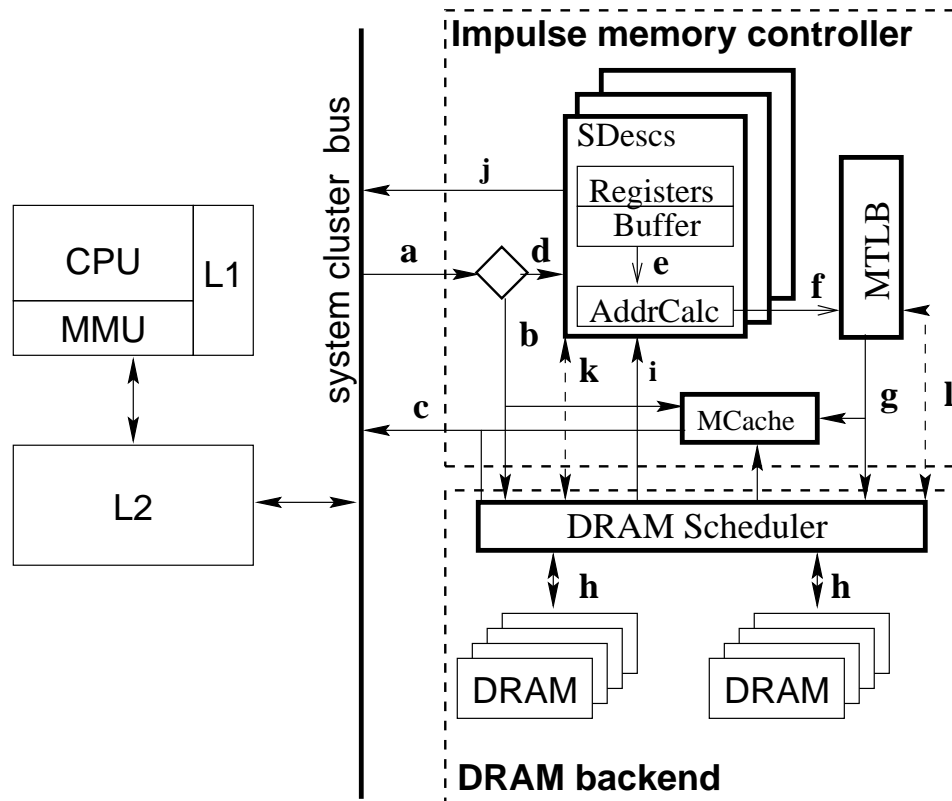 Impulse memory controller
system cluster bus
SDescs
Registers
Buffer
j
MTLB
CPU
L1
a
d
e
f
MMU
AddrCalc
b
k
i
g
l
c
MCache
L2
DRAM Scheduler
h
h
DRAM
DRAM
DRAM backend